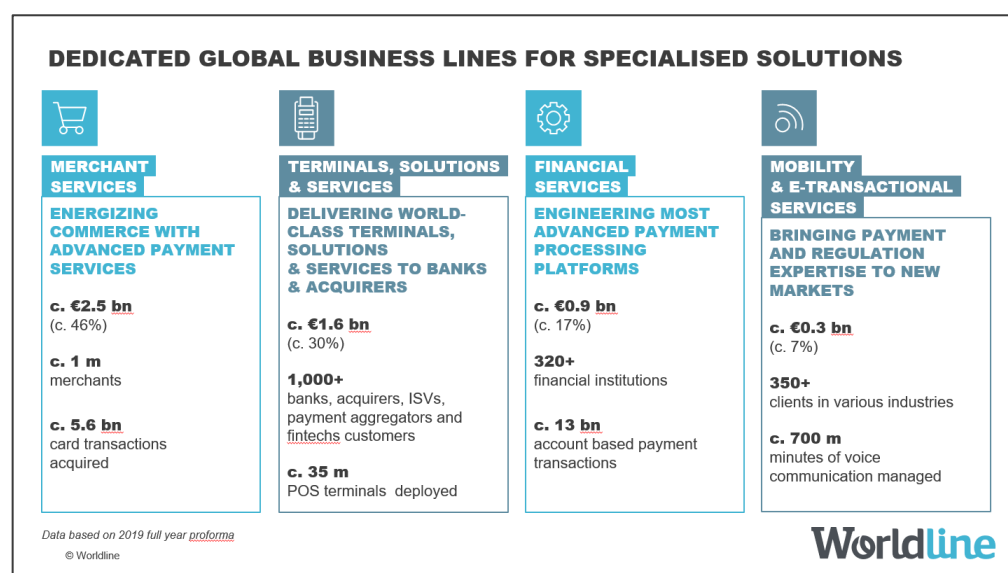 DEDICATED GLOBAL BUSINESS LINES FOR SPECIALISED SOLUTIONS
MERCHANT
SERVICES
ENERGIZING
COMMERCE WITH
ADVANCED PAYMENT
SERVICES
c. €2.5 bn
(c. 46%)
c. 1 m
merchants
c. 5.6 bn
card transactions
acquired
TERMINALS, SOLUTIONS
& SERVICES
DELIVERING WORLD-
CLASS TERMINALS,
SOLUTIONS
& SERVICES TO BANKS
& ACQUIRERS
c. €1.6 bn
(c. 30%)
1,000+
banks, acquirers, ISVs,
payment aggregators and
fintechs customers
c. 35 m
POS terminals deployed
FINANCIAL
SERVICES
ENGINEERING MOST
ADVANCED PAYMENT
PROCESSING
PLATFORMS
c. €0.9 bn
(c. 17%)
320+
financial institutions
c. 13 bn
account based payment
transactions
MOBILITY
& E-TRANSACTIONAL
SERVICES
BRINGING PAYMENT
AND REGULATION
EXPERTISE TO NEW
MARKETS
c. €0.3 bn
(c. 7%)
350+
clients in various industries
c. 700 m
minutes of voice
communication managed
Data based on 2019 full year proforma
© Worldline
Worldline